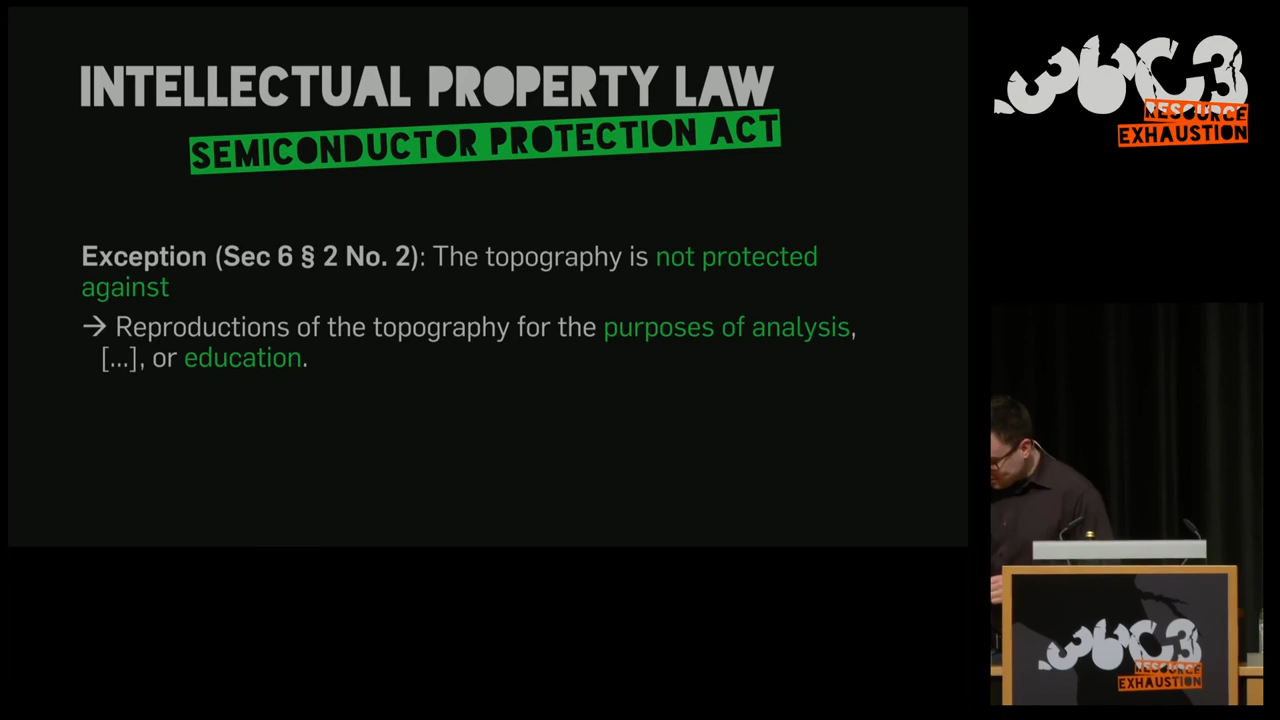 INTELLECTUAL PROPERTY LAW
SEMICONDUCTOR PROTECTION ACT
Exception (Sec 6 § 2 No. 2): The topography is not protected
against
→ Reproductions of the topography for the purposes of analysis,
[...], or education.
36C3
RESOURCE
EXHAUSTION
36C3
RESOURCE
EXHAUSTION